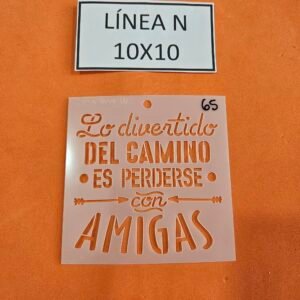 LÍNEA N
10X10
65
Lo divertido
DEL CAMINO
ES PERDERSE
con
AMIGAS